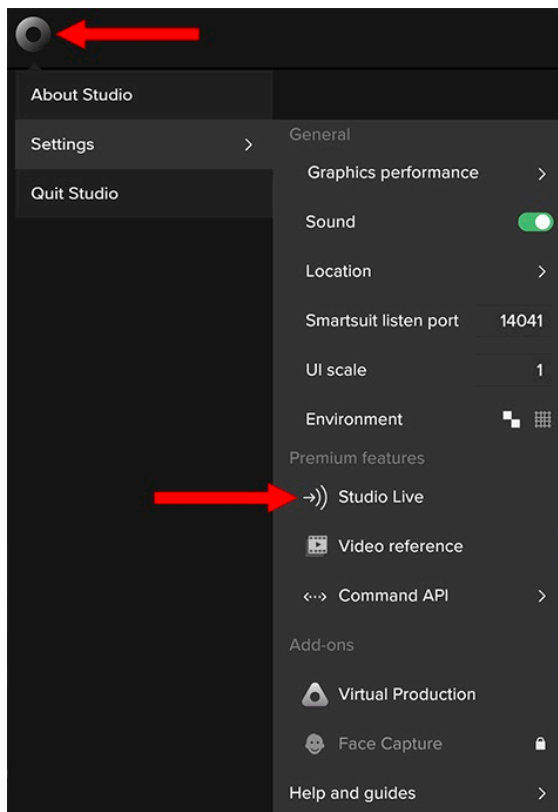 About Studio
Settings
Quit Studio
General
Graphics performance
Sound
Location
Smartsuit listen port 14041
UI scale 1
Environment
Premium features
Studio Live
Video reference
Command API
Add-ons
Virtual Production
Face Capture
Help and guides